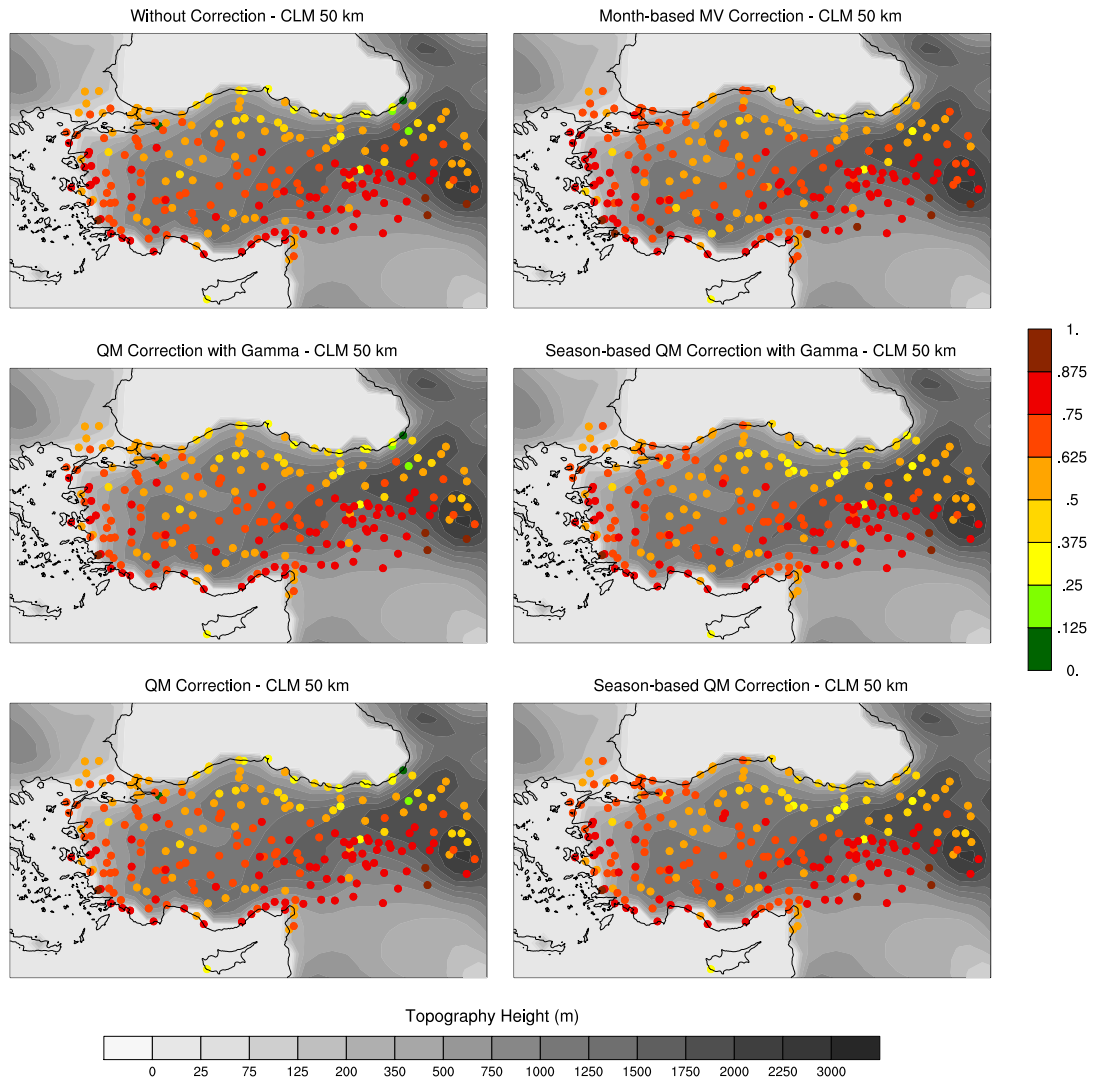 Without Correction - CLM 50 km
Month-based MV Correction - CLM 50 km
QM Correction with Gamma - CLM 50 km
Season-based QM Correction with Gamma - CLM 50 km
1.
.875
.75
.625
.5
.375
.25
.125
0.
QM Correction - CLM 50 km
Season-based QM Correction - CLM 50 km
Topography Height (m)
0 25 75 125 200 350 500 750 1000 1250 1500 1750 2000 2250 3000